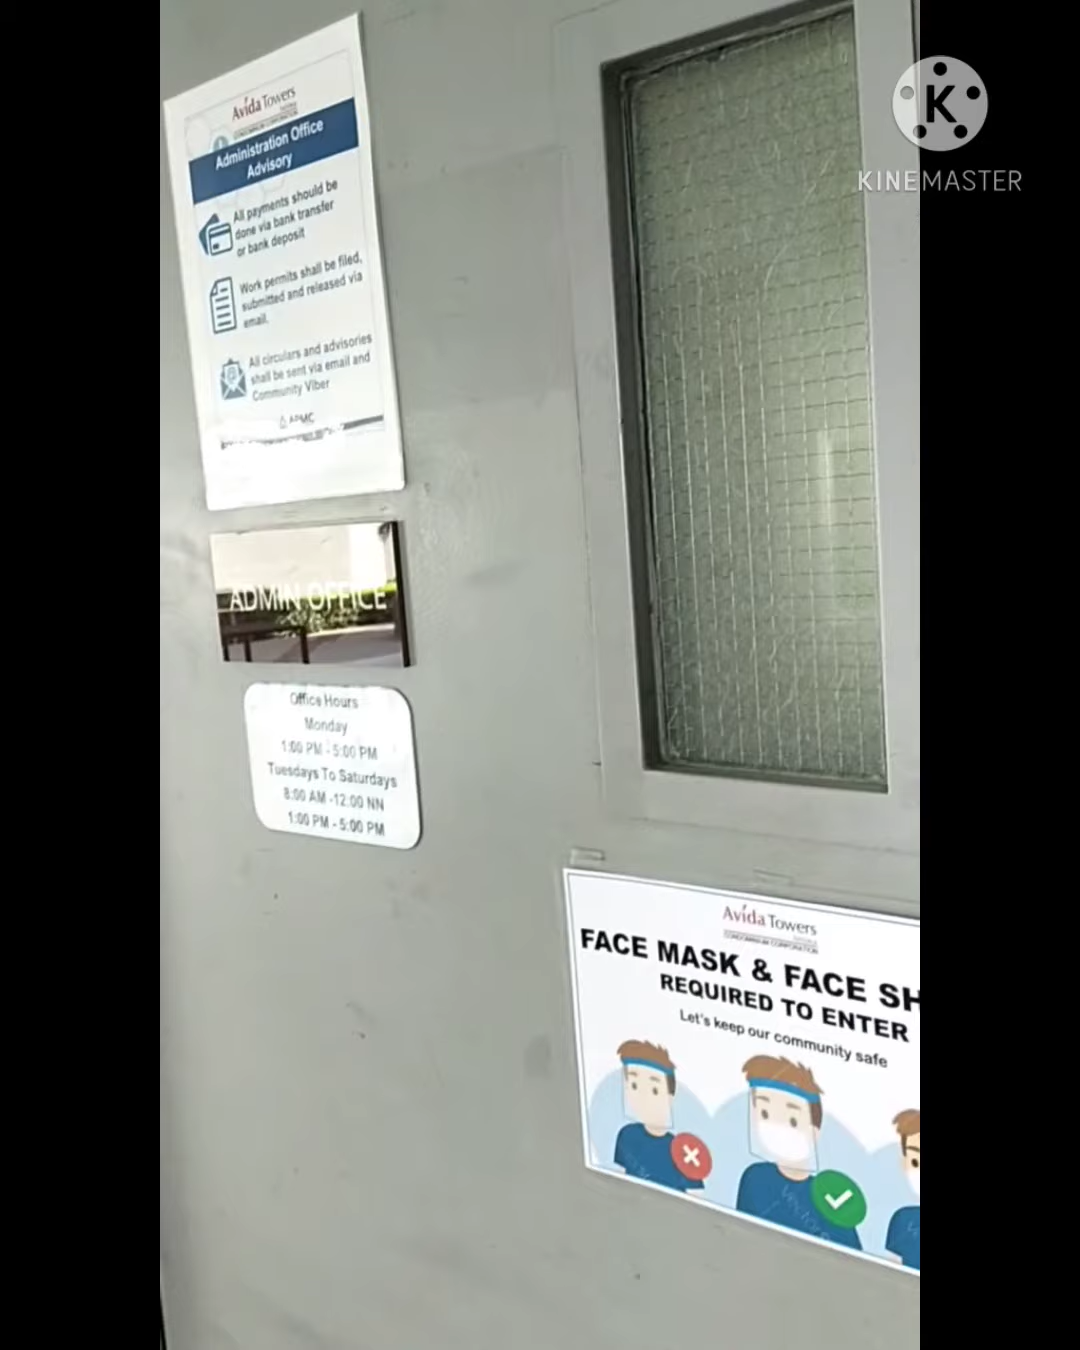 Avida Towers
CONDOMINIUM CORPORATION
Administration Office
Advisory
All payments should be
done via bank transfer
or bank deposit
Work permits shall be filed,
submitted and released via
email.
All circulars and advisories
shall be sent via email and
Community Viber
APMC
ADMIN OFFICE
Office Hours
Monday
1:00 PM - 5:00 PM
Tuesdays To Saturdays
8:00 AM -12:00 NN
1:00 PM - 5:00 PM
Avida Towers
CONDOMINIUM CORPORATION
FACE MASK & FACE SH
REQUIRED TO ENTER
Let's keep our community safe
K
KINEMASTER